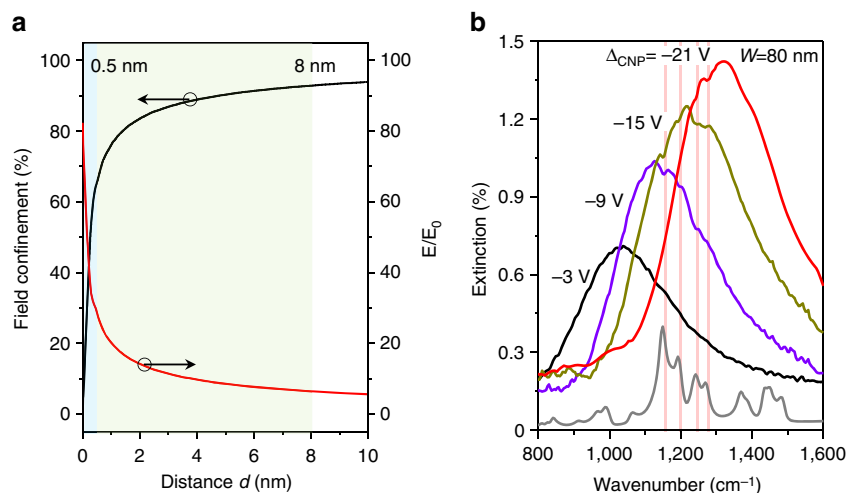 a
Field confinement (%)
100
80
60
40
20
0
0.5 nm
8 nm
100
80
60
40
20
0
E/E₀
0 2 4 6 8 10
Distance d (nm)
b
Extinction (%)
1.5
1.2
0.9
0.6
0.3
0
Δ_CNP= –21 V
W=80 nm
–15 V
–9 V
–3 V
800 1,000 1,200 1,400 1,600
Wavenumber (cm⁻¹)